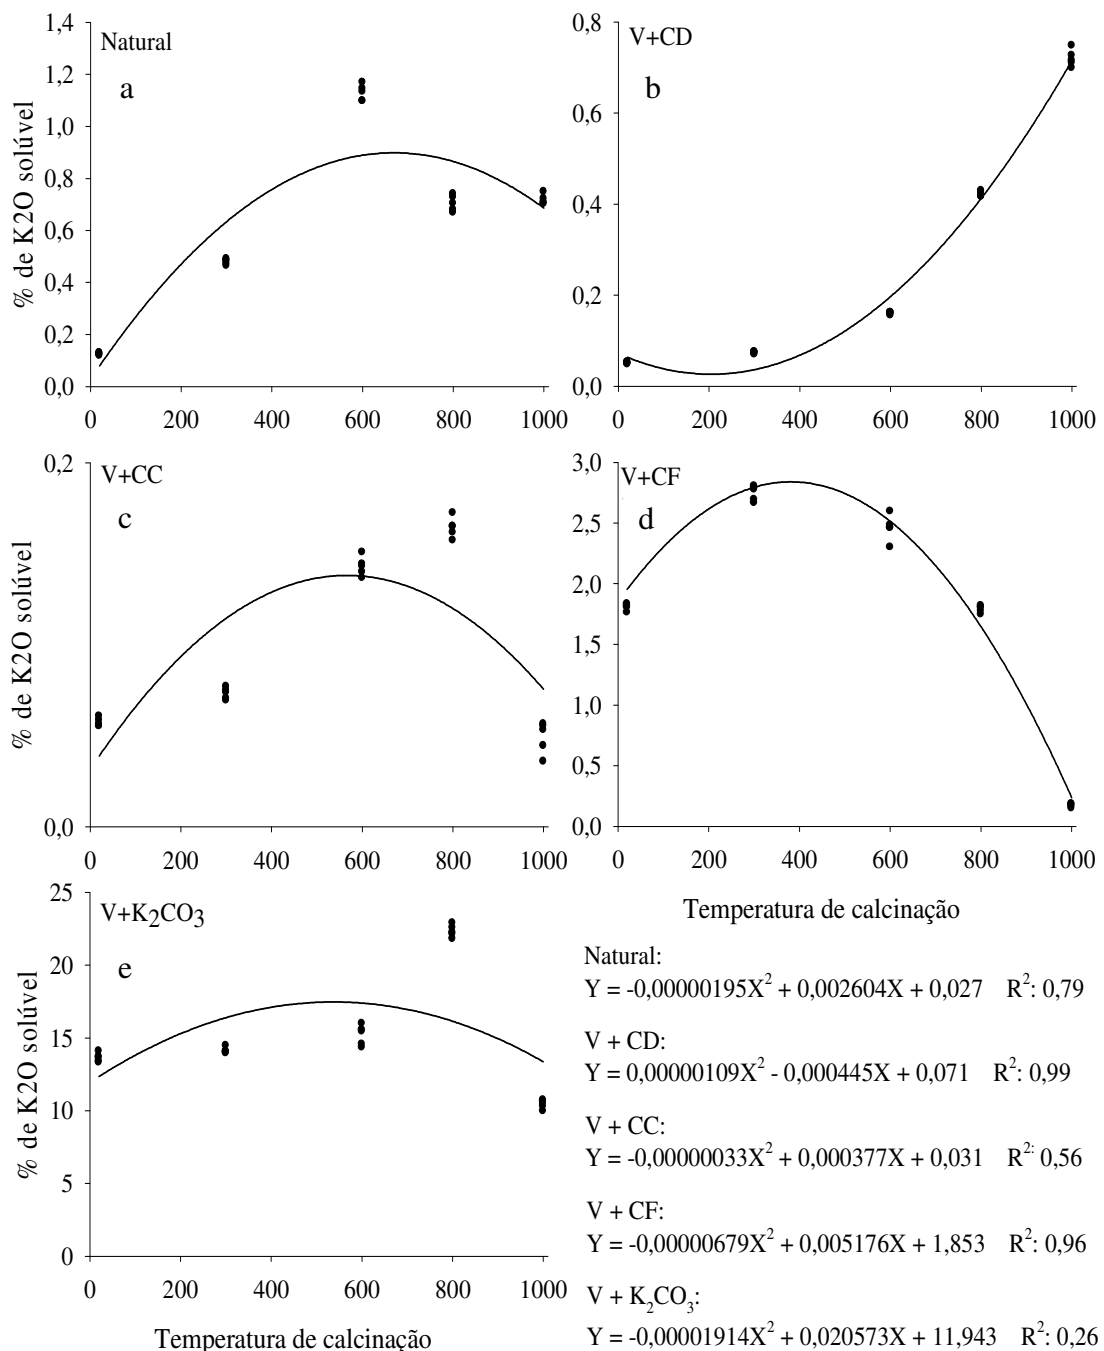 1,4
Natural
a
1,2
1,0
0,8
0,6
0,4
0,2
0,0
0 200 400 600 800 1000
% de K2O solúvel
0,8
V+CD
b
0,6
0,4
0,2
0,0
0 200 400 600 800 1000
0,2
V+CC
c
0,0
0 200 400 600 800 1000
% de K2O solúvel
3,0
V+CF
d
2,5
2,0
1,5
1,0
0,5
0,0
0 200 400 600 800 1000
Temperatura de calcinação
25
V+K₂CO₃
e
20
15
10
5
0
0 200 400 600 800 1000
% de K2O solúvel
Temperatura de calcinação
Natural:
Y = -0,00000195X² + 0,002604X + 0,027 R²: 0,79
V + CD:
Y = 0,00000109X² - 0,000445X + 0,071 R²: 0,99
V + CC:
Y = -0,00000033X² + 0,000377X + 0,031 R²: 0,56
V + CF:
Y = -0,00000679X² + 0,005176X + 1,853 R²: 0,96
V + K₂CO₃:
Y = -0,00001914X² + 0,020573X + 11,943 R²: 0,26